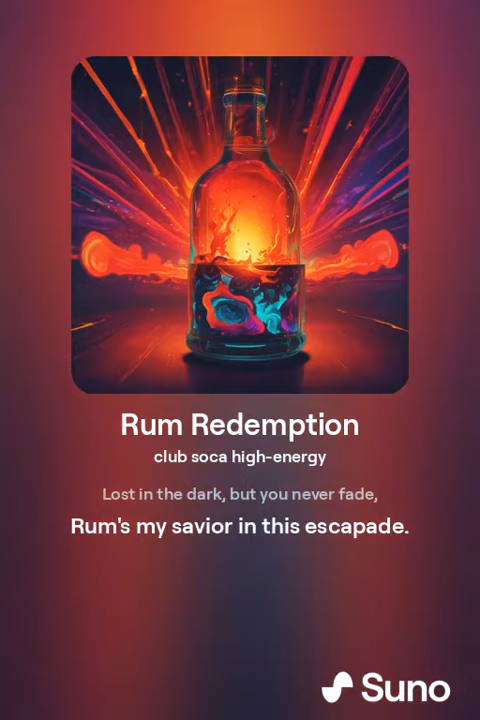 Rum Redemption
club soca high-energy
Lost in the dark, but you never fade,
Rum's my savior in this escapade.
Suno